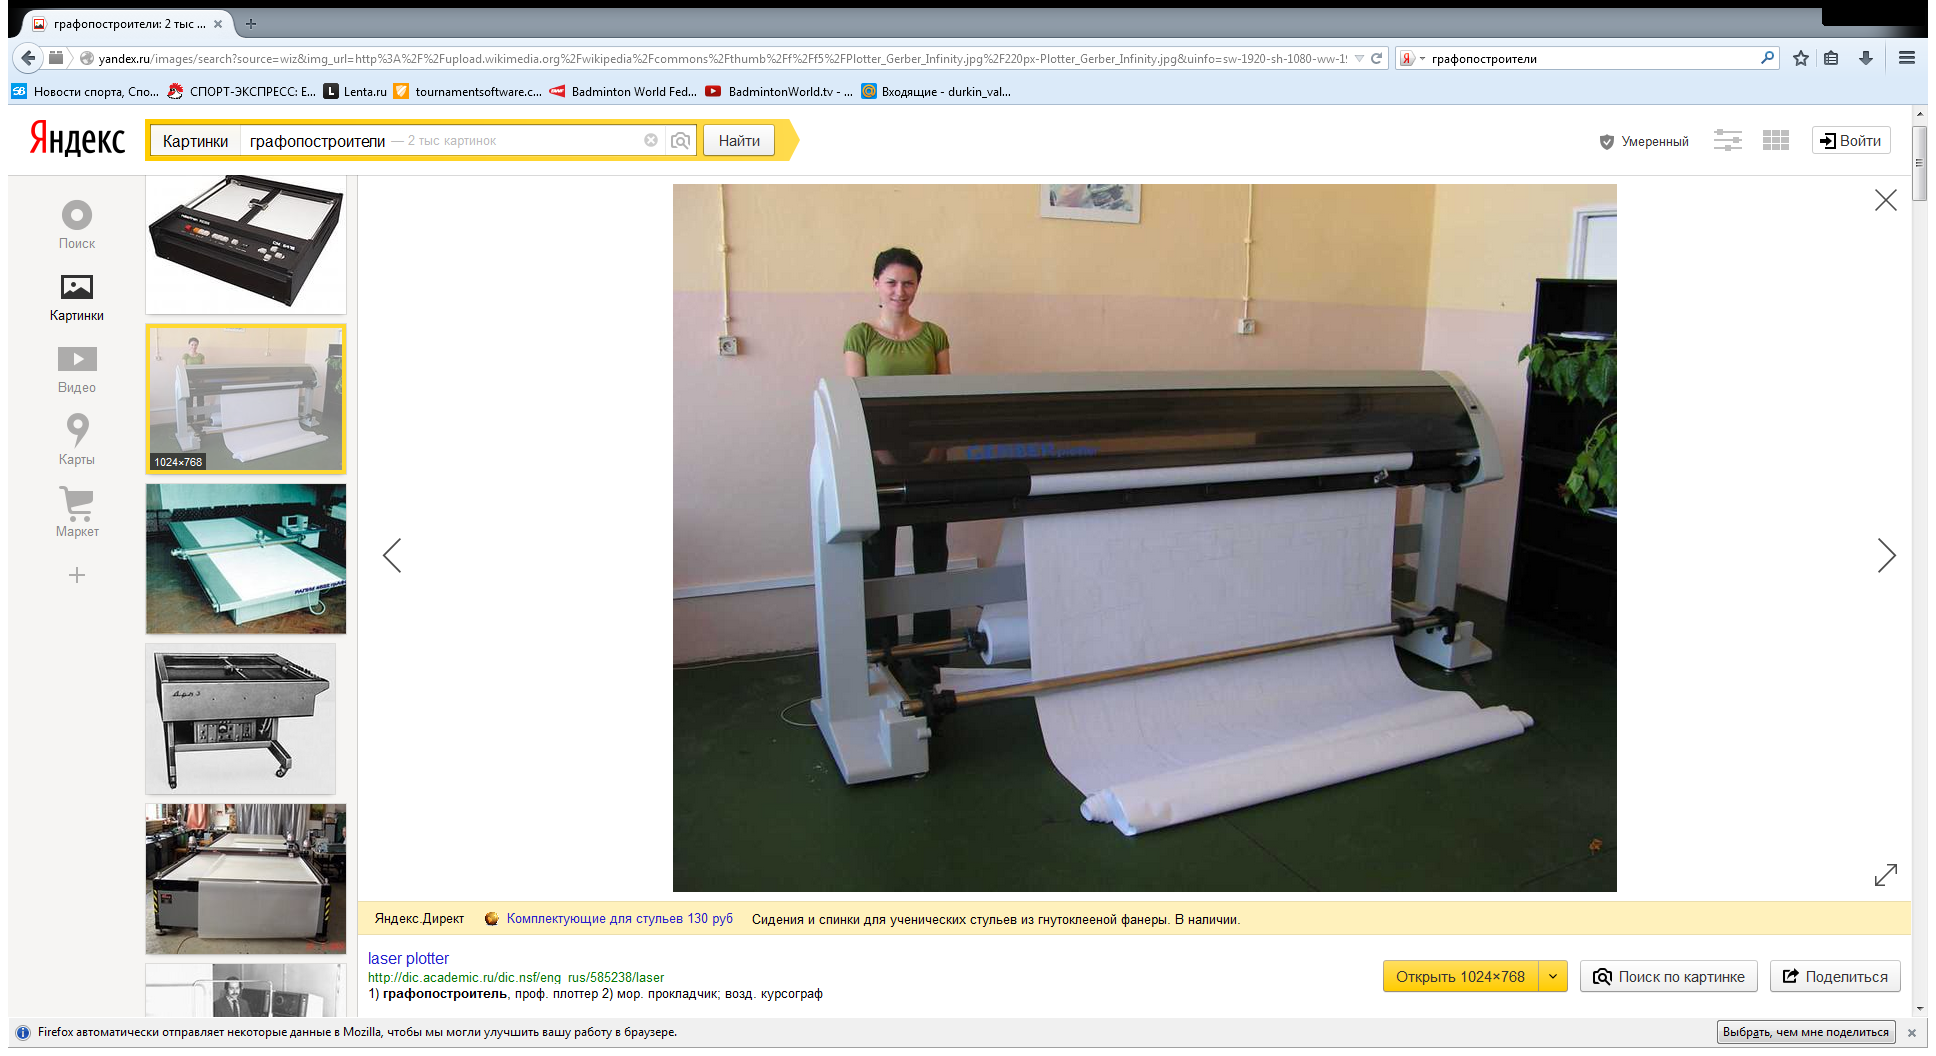 графопостроители: 2 тыс ...
yandex.ru/images/search?source=wiz&img_url=http%3A%2F%2Fupload.wikimedia.org%2Fwikipedia%2Fcommons%2Fthumb%2Ff%2Ff5%2FPlotter_Gerber_Infinity.jpg%2F220px-Plotter_Gerber_Infinity.jpg&uinfo=sw-1920-sh-1080-ww-19
графопостроители
Новости спорта, Спо...
СПОРТ-ЭКСПРЕСС: Е...
Lenta.ru
tournamentsoftware.c...
Badminton World Fed...
BadmintonWorld.tv - ...
Входящие - durkin_val...
Яндекс
Картинки
графопостроители — 2 тыс картинок
Найти
Умеренный
Войти
Поиск
Картинки
Видео
Карты
Маркет
1024×768
GERBER plotter
Яндекс.Директ
Комплектующие для стульев 130 руб
Сидения и спинки для ученических стульев из гнутоклееной фанеры. В наличии.
laser plotter
http://dic.academic.ru/dic.nsf/eng_rus/585238/laser
1) графопостроитель, проф. плоттер 2) мор. прокладчик; возд. курсограф
Открыть 1024×768
Поиск по картинке
Поделиться
Firefox автоматически отправляет некоторые данные в Mozilla, чтобы мы могли улучшить вашу работу в браузере.
Выбрать, чем мне поделиться